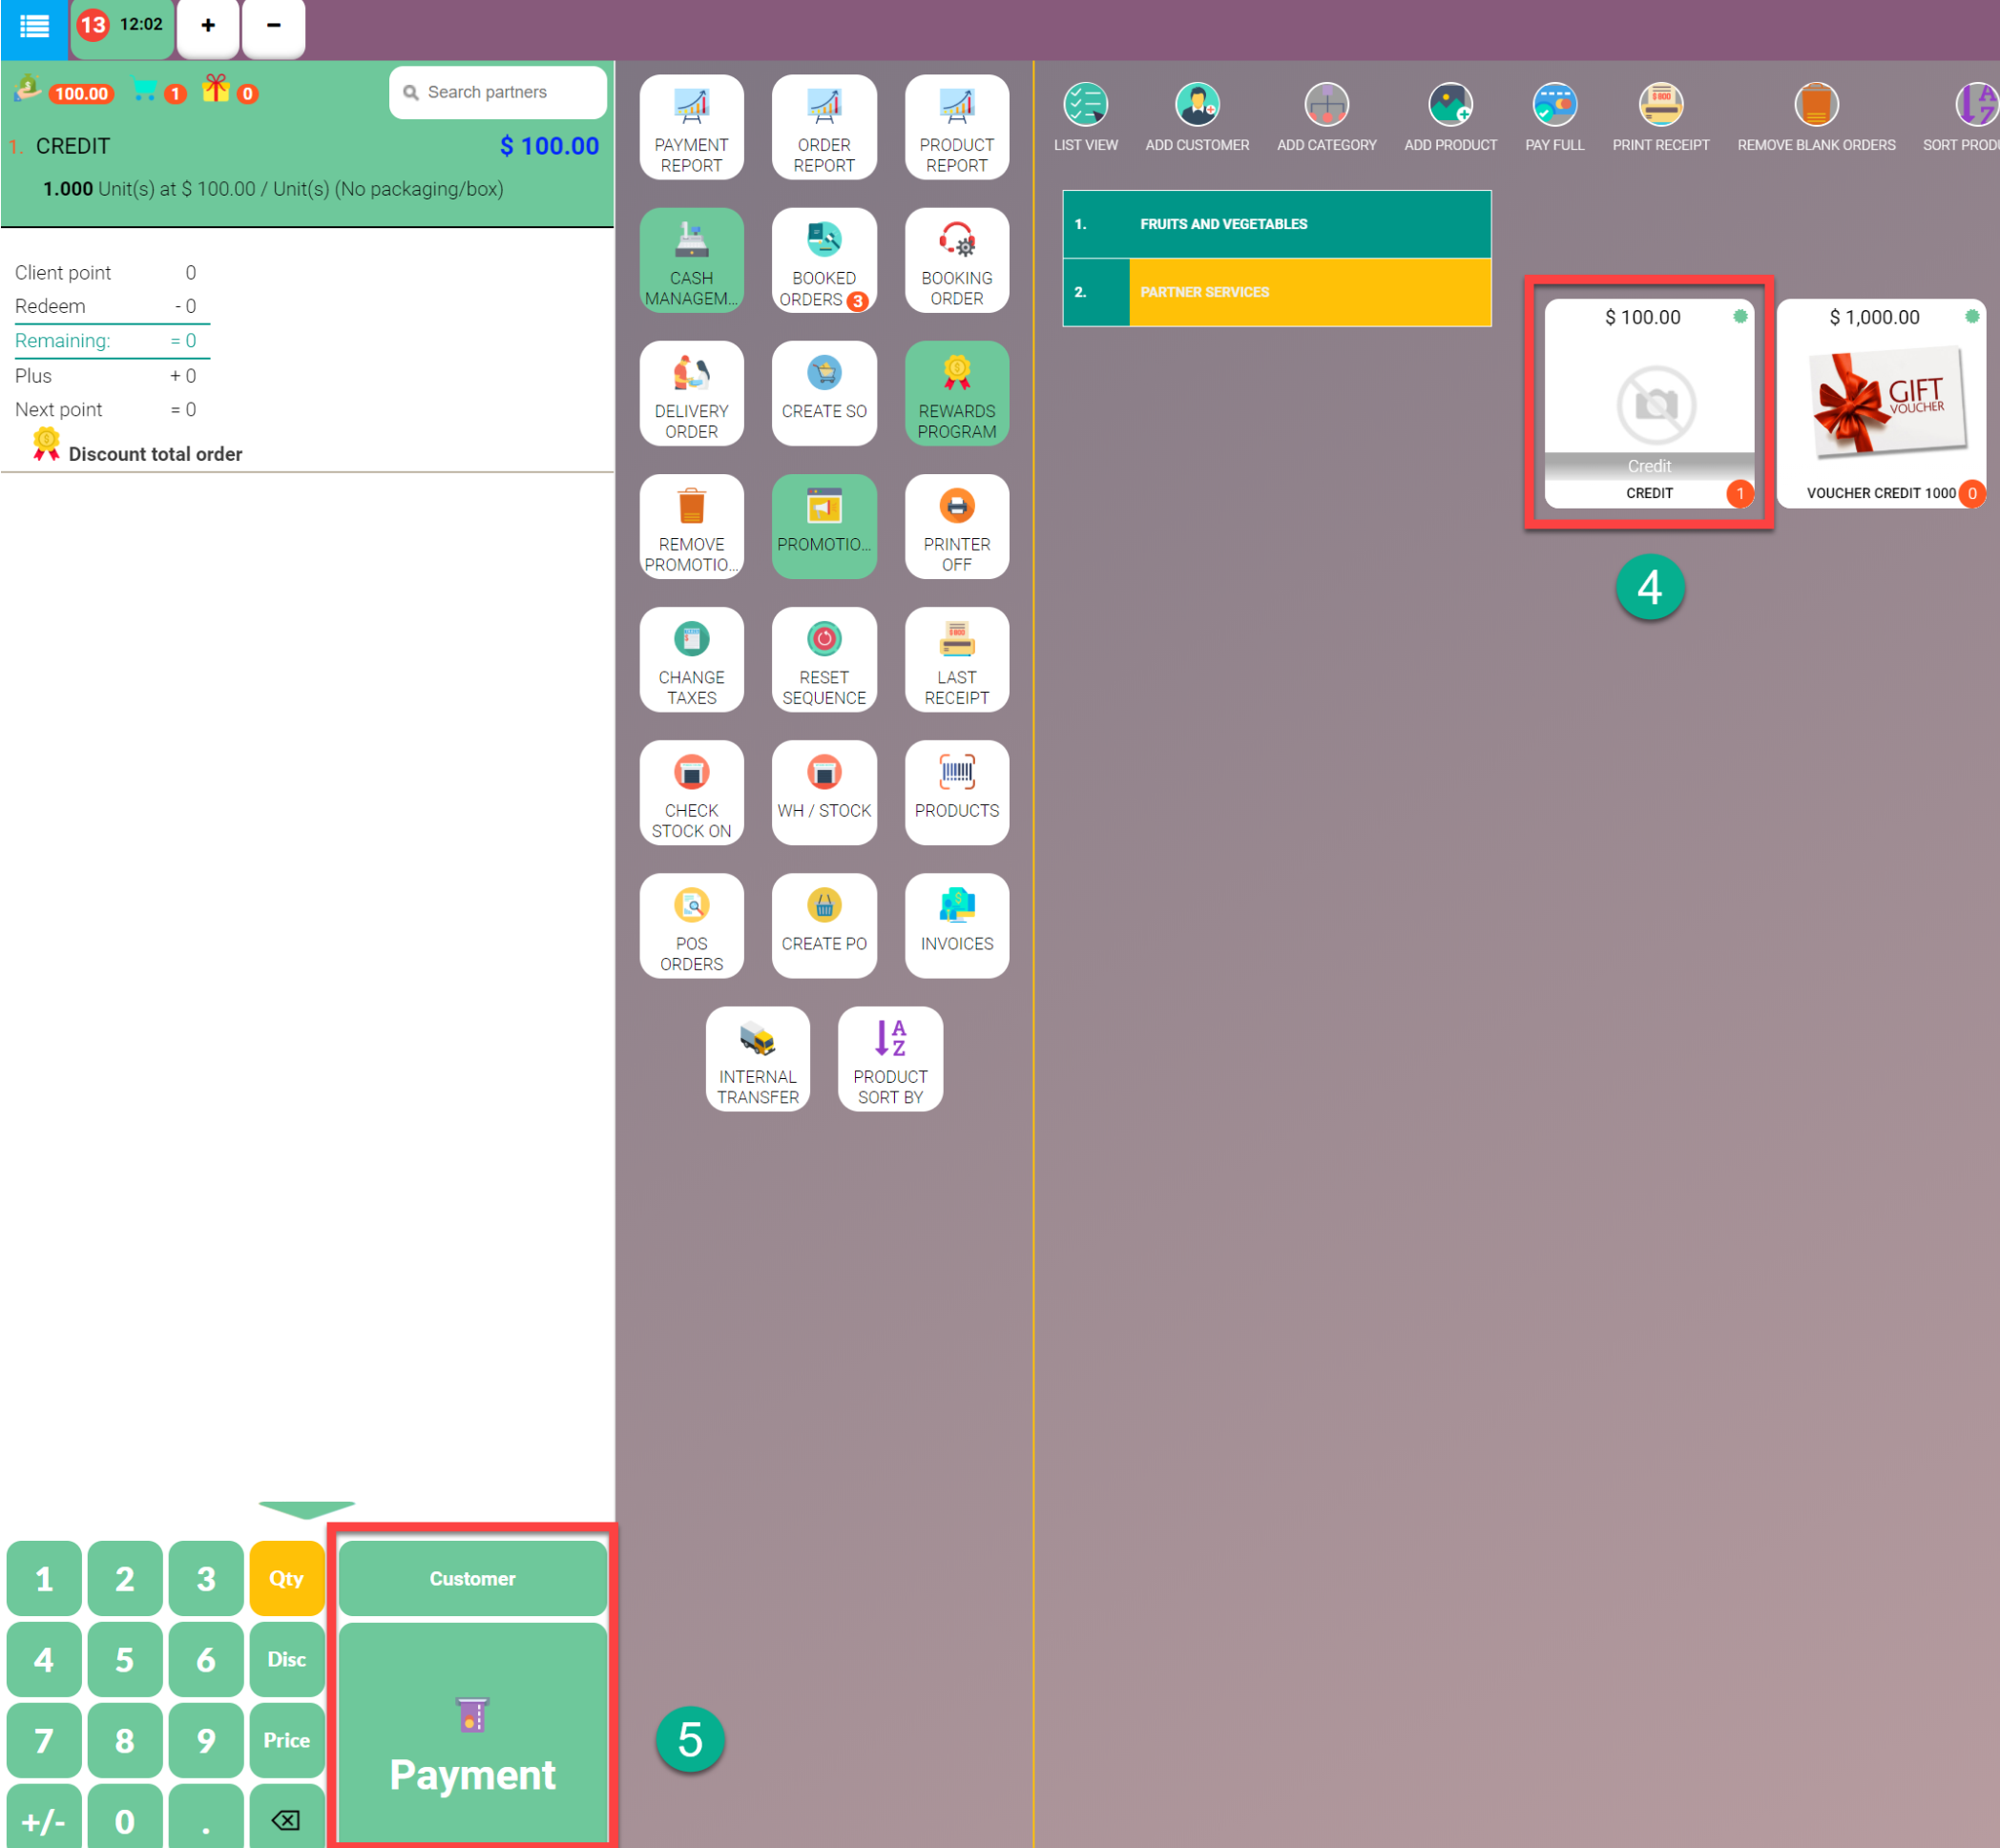 13 12:02 + -
100.00 1 0 Search partners
1. CREDIT $ 100.00
1.000 Unit(s) at $ 100.00 / Unit(s) (No packaging/box)
Client point 0
Redeem - 0
Remaining: = 0
Plus + 0
Next point = 0
Discount total order
1 2 3 Qty
4 5 6 Disc
7 8 9 Price
+/- 0 .
Customer
Payment
5
PAYMENT
REPORT
ORDER
REPORT
PRODUCT
REPORT
CASH
MANAGEM...
BOOKED
ORDERS 3
BOOKING
ORDER
DELIVERY
ORDER
CREATE SO
REWARDS
PROGRAM
REMOVE
PROMOTIO...
PROMOTIO...
PRINTER
OFF
CHANGE
TAXES
RESET
SEQUENCE
LAST
RECEIPT
CHECK
STOCK ON
WH / STOCK
PRODUCTS
POS
ORDERS
CREATE PO
INVOICES
INTERNAL
TRANSFER
A
Z
PRODUCT
SORT BY
LIST VIEW ADD CUSTOMER ADD CATEGORY ADD PRODUCT PAY FULL PRINT RECEIPT REMOVE BLANK ORDERS SORT PRODU
1. FRUITS AND VEGETABLES
2. PARTNER SERVICES
$ 100.00
Credit
CREDIT 1
$ 1,000.00
GIFT
VOUCHER
VOUCHER CREDIT 1000 0
4